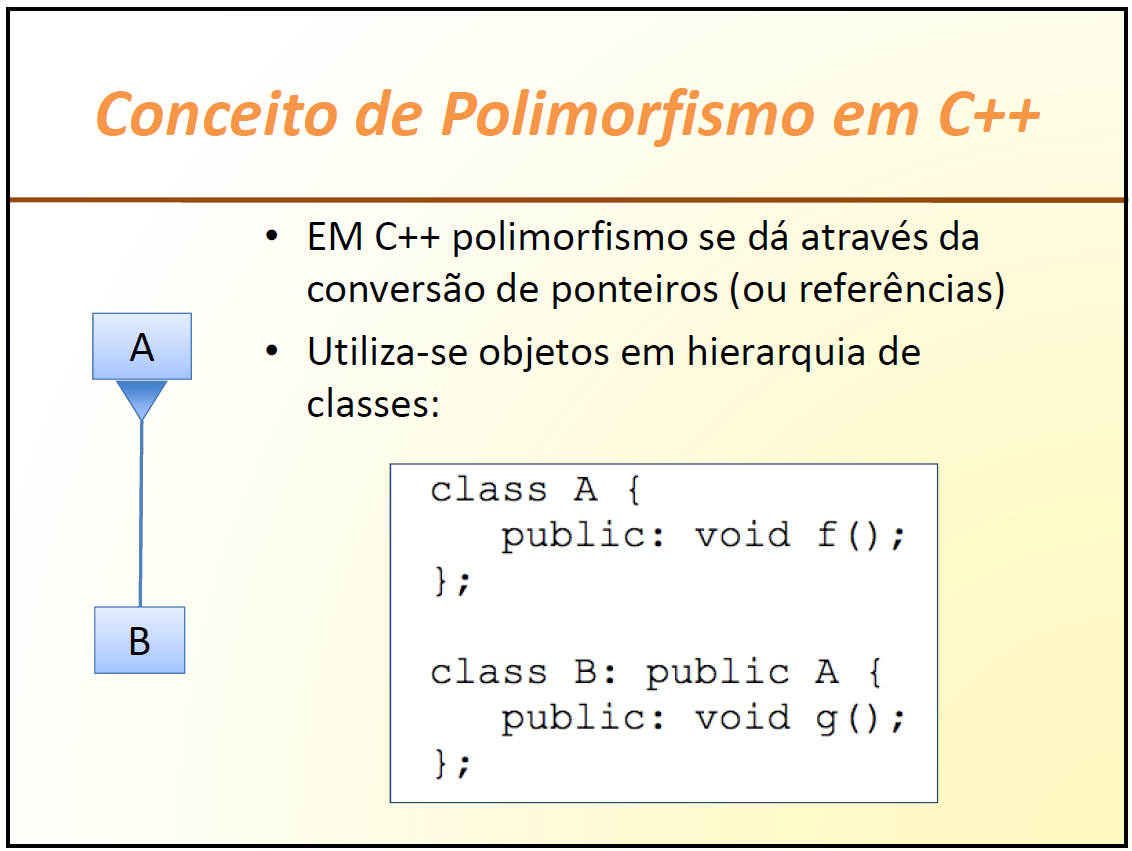 Conceito de Polimorfismo em C++
• EM C++ polimorfismo se dá através da
conversão de ponteiros (ou referências)
• Utiliza-se objetos em hierarquia de
classes:
A
B
class A {
   public: void f();
};

class B: public A {
   public: void g();
};